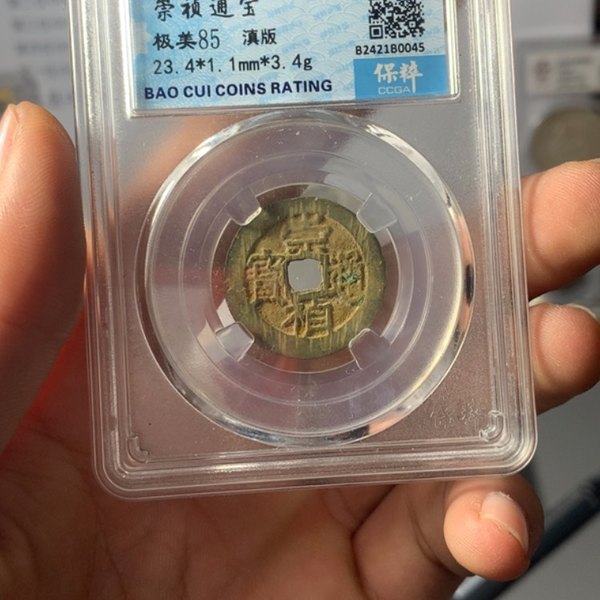 崇祯通宝
极美85 滇版
23.4*1.1mm*3.4g
BAO CUI COINS RATING
B2421B0045
保粹
CCGA
崇
寶 通
禎